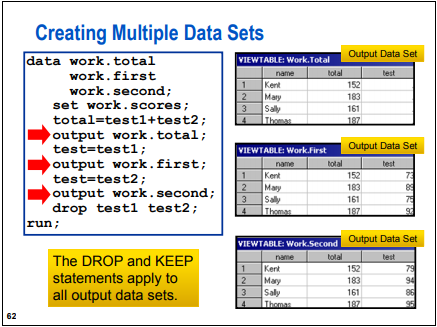 Creating Multiple Data Sets
data work.total
work.first
work.second;
set work.scores;
total=test1+test2;
output work.total;
test=test1;
output work.first;
test=test2;
output work.second;
drop test1 test2;
run;
The DROP and KEEP
statements apply to
all output data sets.
Output Data Set
VIEWTABLE: Work.Total
name total test
1 Kent 152
2 Mary 183
3 Sally 161
4 Thomas 187
Output Data Set
VIEWTABLE: Work.First
name total test
1 Kent 152 73
2 Mary 183 89
3 Sally 161 75
4 Thomas 187 92
Output Data Set
VIEWTABLE: Work.Second
name total test
1 Kent 152 79
2 Mary 183 94
3 Sally 161 86
4 Thomas 187 95
62